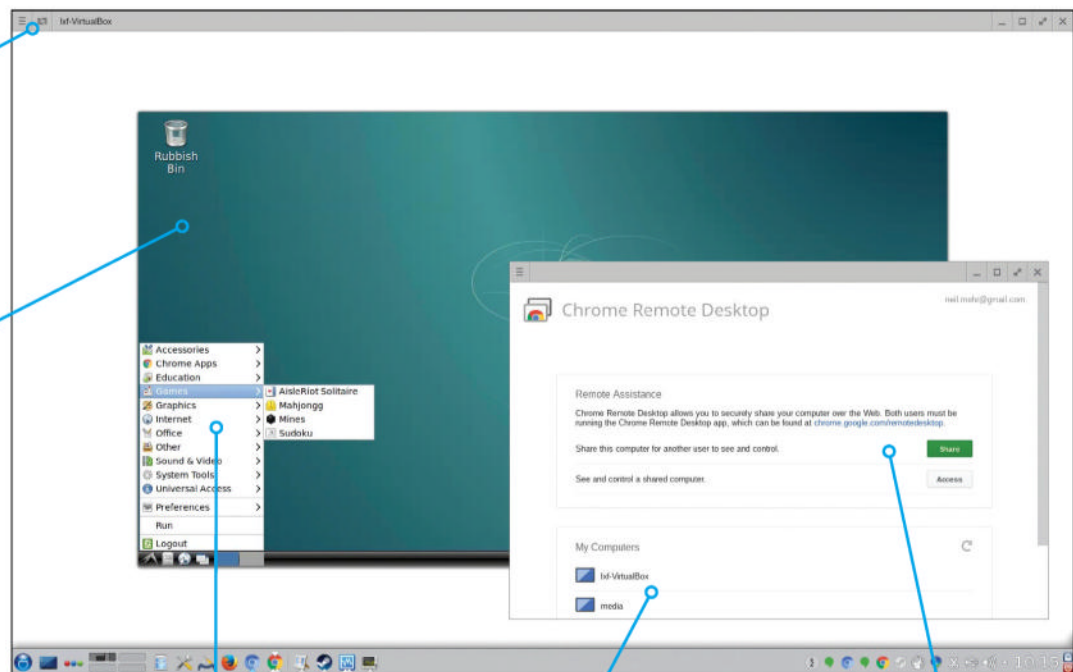 lxf-VirtualBox
Rubbish
Bin
Accessories
Chrome Apps
Education
Games
Graphics
Internet
Office
Other
Sound & Video
System Tools
Universal Access
Preferences
Run
Logout
AisleRiot Solitaire
Mahjongg
Mines
Sudoku
Chrome Remote Desktop
neil.mohr@gmail.com
Remote Assistance
Chrome Remote Desktop allows you to securely share your computer over the Web. Both users must be
running the Chrome Remote Desktop app, which can be found at chrome.google.com/remotedesktop.
Share this computer for another user to see and control.
Share
See and control a shared computer.
Access
My Computers
lxf-VirtualBox
media
10:15